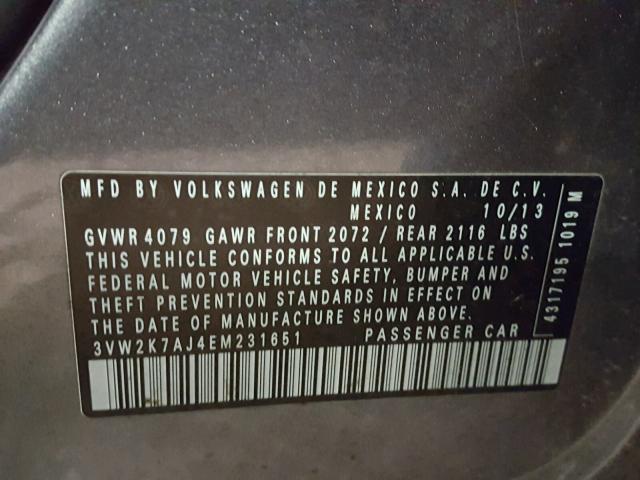 MFD BY VOLKSWAGEN DE MEXICO S.A. DE C.V.
MEXICO 10/13
GVWR 4079 GAWR FRONT 2072 / REAR 2116 LBS
THIS VEHICLE CONFORMS TO ALL APPLICABLE U.S.
FEDERAL MOTOR VEHICLE SAFETY, BUMPER AND
THEFT PREVENTION STANDARDS IN EFFECT ON
THE DATE OF MANUFACTURE SHOWN ABOVE.
3VW2K7AJ4EM231651 PASSENGER CAR
4317195 1019 M